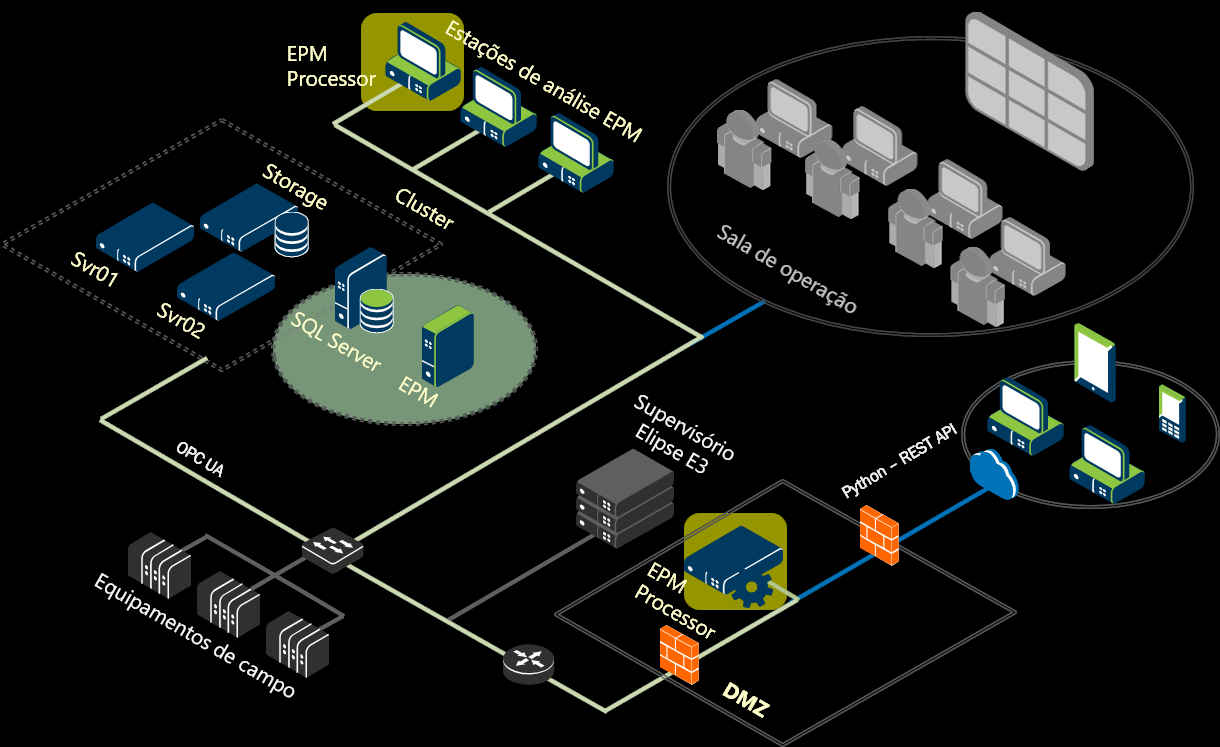 EPM
Processor
Estações de análise EPM
Storage
Cluster
Svr01
Svr02
SQL Server
EPM
Sala de operação
Supervisório
Elipse E3
Python – REST API
OPC UA
EPM
Processor
Equipamentos de campo
DMZ